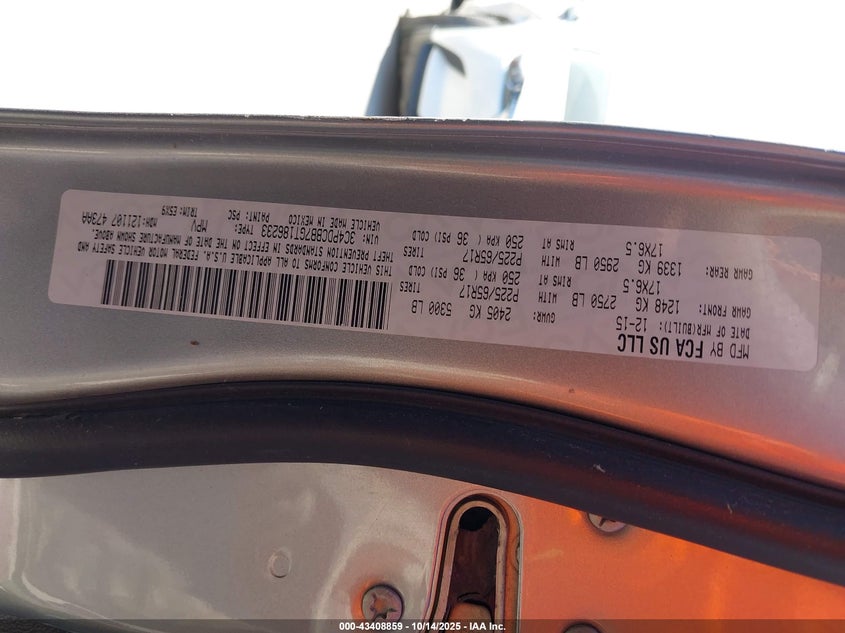 MFD BY FCA US LLC
DATE OF MFR(BUILT): 12-15 GVWR: 2405 KG 5300 LB
GAWR FRONT: 1248 KG 2750 LB WITH P225/65R17 TIRES
17X6.5 RIMS AT 250 KPA ( 36 PSI) COLD
GAWR REAR: 1339 KG 2950 LB WITH P225/65R17 TIRES
17X6.5 RIMS AT 250 KPA ( 36 PSI) COLD
THIS VEHICLE CONFORMS TO ALL APPLICABLE U.S.A. FEDERAL MOTOR VEHICLE SAFETY AND
THEFT PREVENTION STANDARDS IN EFFECT ON THE DATE OF MANUFACTURE SHOWN ABOVE.
VIN: 3C4PDCBB7GT186233 TYPE: MPV MDH:121107 473AA
VEHICLE MADE IN MEXICO PAINT: PSC TRIM: E5X9
000-43408859 - 10/14/2025 - IAA Inc.